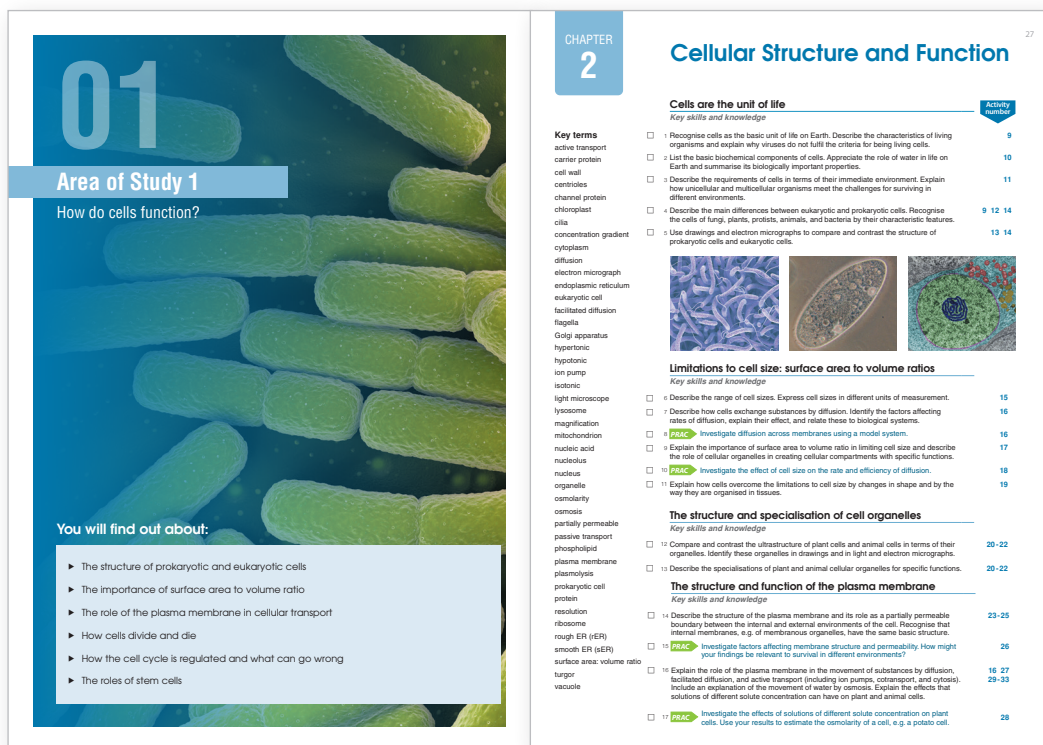 01
Area of Study 1
How do cells function?
You will find out about:
► The structure of prokaryotic and eukaryotic cells
► The importance of surface area to volume ratio
► The role of the plasma membrane in cellular transport
► How cells divide and die
► How the cell cycle is regulated and what can go wrong
► The roles of stem cells
27
CHAPTER
2
Cellular Structure and Function
Key terms
active transport
carrier protein
cell wall
centrioles
channel protein
chloroplast
cilia
concentration gradient
cytoplasm
diffusion
electron micrograph
endoplasmic reticulum
eukaryotic cell
facilitated diffusion
flagella
Golgi apparatus
hypertonic
hypotonic
ion pump
isotonic
light microscope
lysosome
magnification
mitochondrion
nucleic acid
nucleolus
nucleus
organelle
osmolarity
osmosis
partially permeable
passive transport
phospholipid
plasma membrane
plasmolysis
prokaryotic cell
protein
resolution
ribosome
rough ER (rER)
smooth ER (sER)
surface area: volume ratio
turgor
vacuole
Cells are the unit of life
Key skills and knowledge
Activity
number
1 Recognise cells as the basic unit of life on Earth. Describe the characteristics of living 9
organisms and explain why viruses do not fulfil the criteria for being living cells.
2 List the basic biochemical components of cells. Appreciate the role of water in life on 10
Earth and summarise its biologically important properties.
3 Describe the requirements of cells in terms of their immediate environment. Explain 11
how unicellular and multicellular organisms meet the challenges for surviving in
different environments.
4 Describe the main differences between eukaryotic and prokaryotic cells. Recognise 9 12 14
the cells of fungi, plants, protists, animals, and bacteria by their characteristic features.
5 Use drawings and electron micrographs to compare and contrast the structure of 13 14
prokaryotic cells and eukaryotic cells.
Limitations to cell size: surface area to volume ratios
Key skills and knowledge
6 Describe the range of cell sizes. Express cell sizes in different units of measurement. 15
7 Describe how cells exchange substances by diffusion. Identify the factors affecting 16
rates of diffusion, explain their effect, and relate these to biological systems.
8 PRAC Investigate diffusion across membranes using a model system. 16
9 Explain the importance of surface area to volume ratio in limiting cell size and describe 17
the role of cellular organelles in creating cellular compartments with specific functions.
10 PRAC Investigate the effect of cell size on the rate and efficiency of diffusion. 18
11 Explain how cells overcome the limitations to cell size by changes in shape and by the 19
way they are organised in tissues.
The structure and specialisation of cell organelles
Key skills and knowledge
12 Compare and contrast the ultrastructure of plant cells and animal cells in terms of their 20-22
organelles. Identify these organelles in drawings and in light and electron micrographs.
13 Describe the specialisations of plant and animal cellular organelles for specific functions. 20-22
The structure and function of the plasma membrane
Key skills and knowledge
14 Describe the structure of the plasma membrane and its role as a partially permeable 23-25
boundary between the internal and external environments of the cell. Recognise that
internal membranes, e.g. of membranous organelles, have the same basic structure.
15 PRAC Investigate factors affecting membrane structure and permeability. How might 26
your findings be relevant to survival in different environments?
16 Explain the role of the plasma membrane in the movement of substances by diffusion, 16 27
facilitated diffusion, and active transport (including ion pumps, cotransport, and cytosis). 29-33
Include an explanation of the movement of water by osmosis. Explain the effects that
solutions of different solute concentration can have on plant and animal cells.
17 PRAC Investigate the effects of solutions of different solute concentration on plant 28
cells. Use your results to estimate the osmolarity of a cell, e.g. a potato cell.